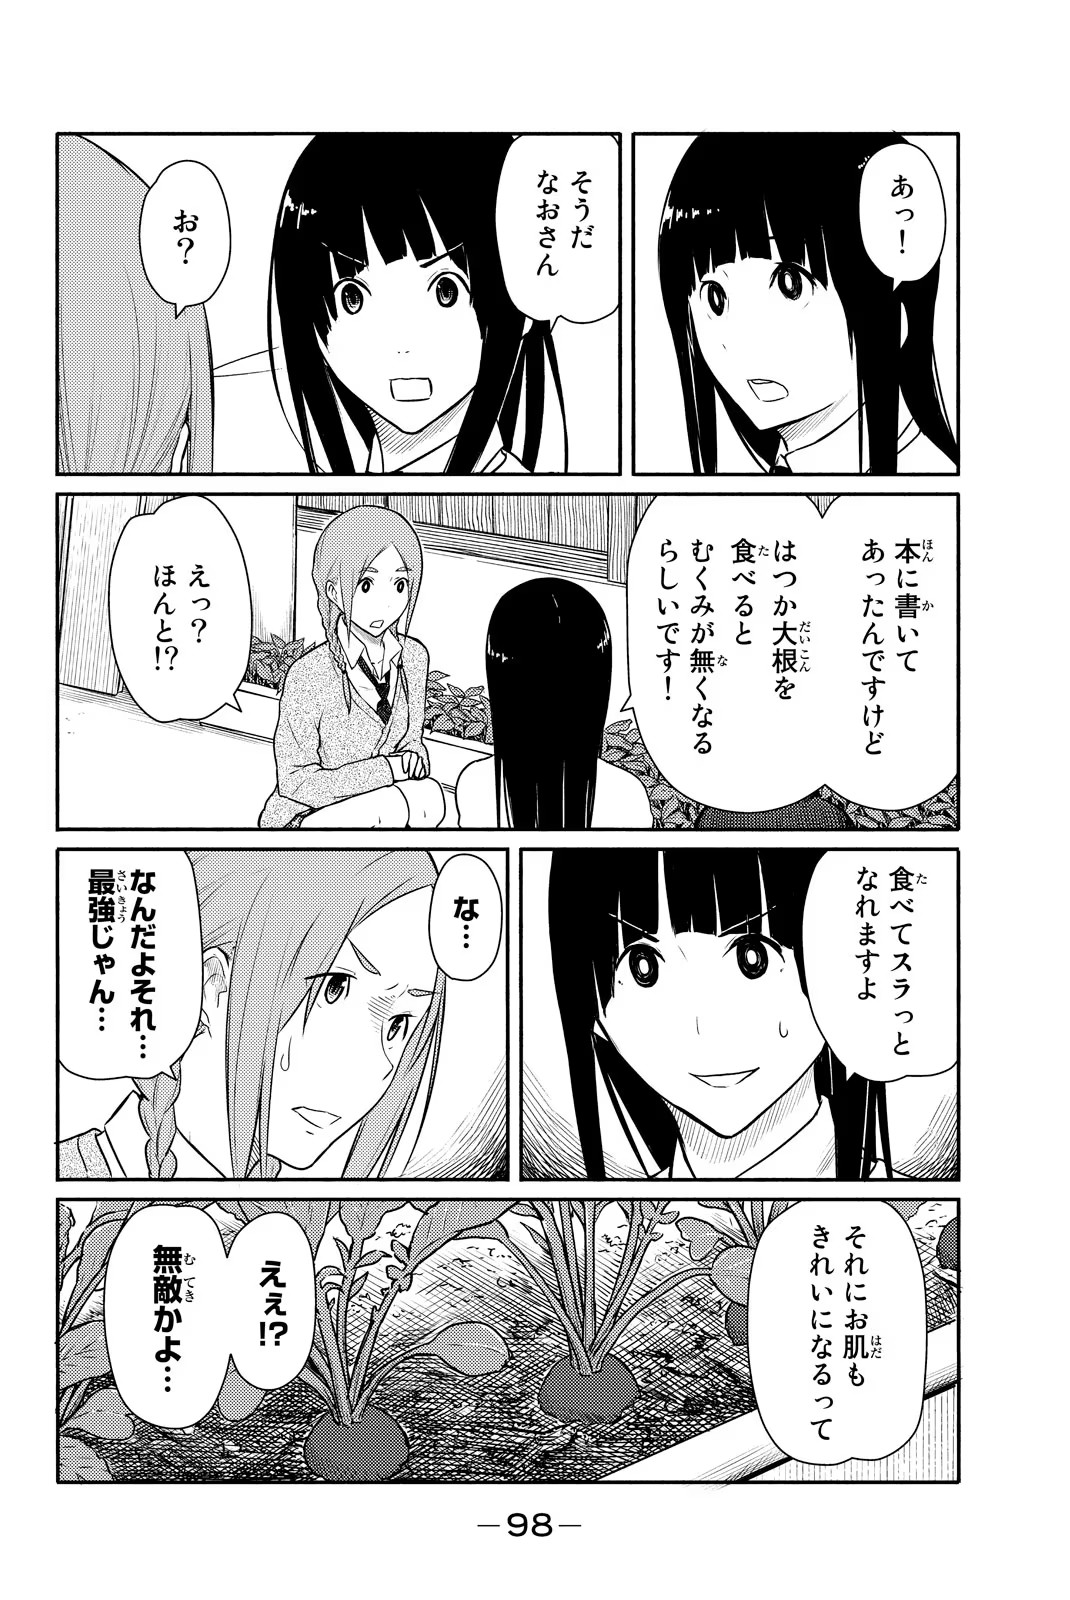 あっ！
そうだ
なおさん
お？
本に書いて
あったんですけど
はつか大根を
食べると
むくみが無くなる
らしいです！
えっ？
ほんと!?
食べてスラっと
なれますよ
な…
なんだよそれ…
最強じゃん…
それにお肌も
きれいになるって
ええ!?
無敵かよ…
—98—